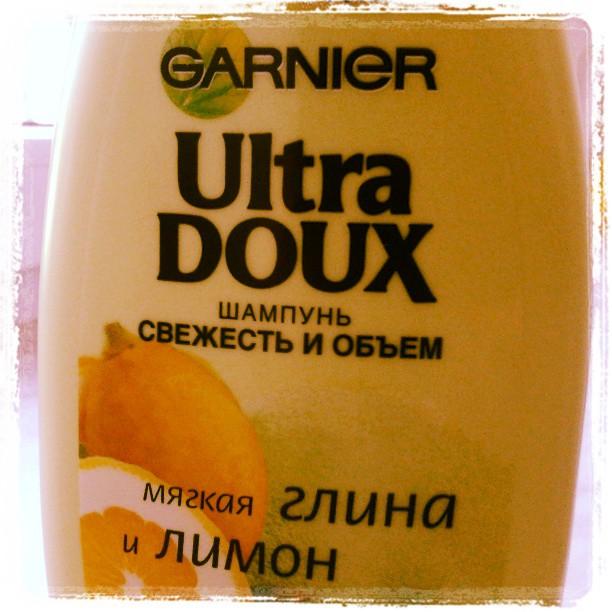 GARNIER
Ultra
DOUX
ШАМПУНЬ
СВЕЖЕСТЬ И ОБЪЕМ
мягкая глина
и лимон